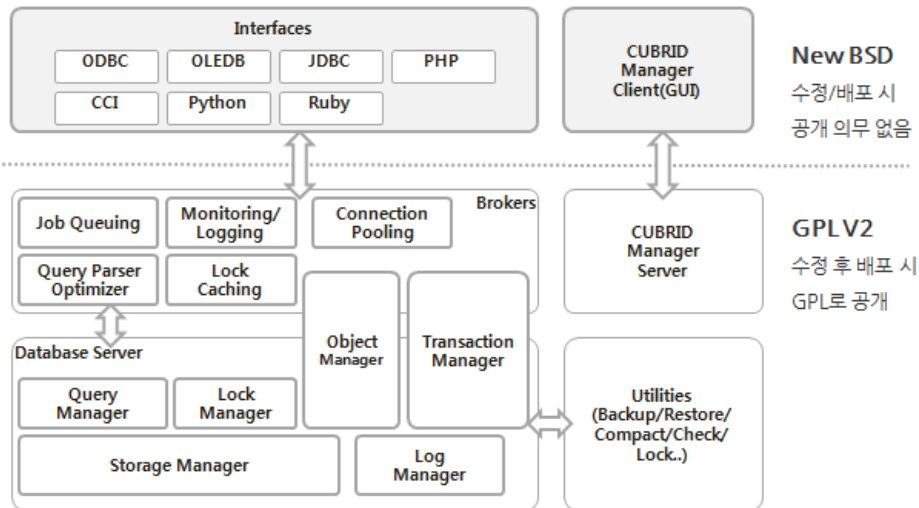 Interfaces
ODBC
OLEDB
JDBC
PHP
CCI
Python
Ruby
CUBRID
Manager
Client(GUI)
New BSD
수정/배포 시
공개 의무 없음
Brokers
Job Queuing
Monitoring/
Logging
Connection
Pooling
Query Parser
Optimizer
Lock
Caching
CUBRID
Manager
Server
GPL V2
수정 후 배포 시
GPL로 공개
Object
Manager
Transaction
Manager
Database Server
Query
Manager
Lock
Manager
Storage Manager
Log
Manager
Utilities
(Backup/Restore/
Compact/Check/
Lock..)